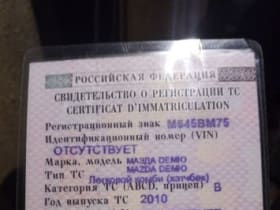 РОССИЙСКАЯ ФЕДЕРАЦИЯ
СВИДЕТЕЛЬСТВО О РЕГИСТРАЦИИ ТС
CERTIFICAT D'IMMATRICULATION
Регистрационный знак М645ВМ75
Идентификационный номер (VIN)
ОТСУТСТВУЕТ
Марка, модель МАЗДА DEMIO
MAZDA DEMIO
Тип ТС Легковой комби (хэтчбек)
Категория ТС (ABCD, прицеп) B
Год выпуска ТС 2010